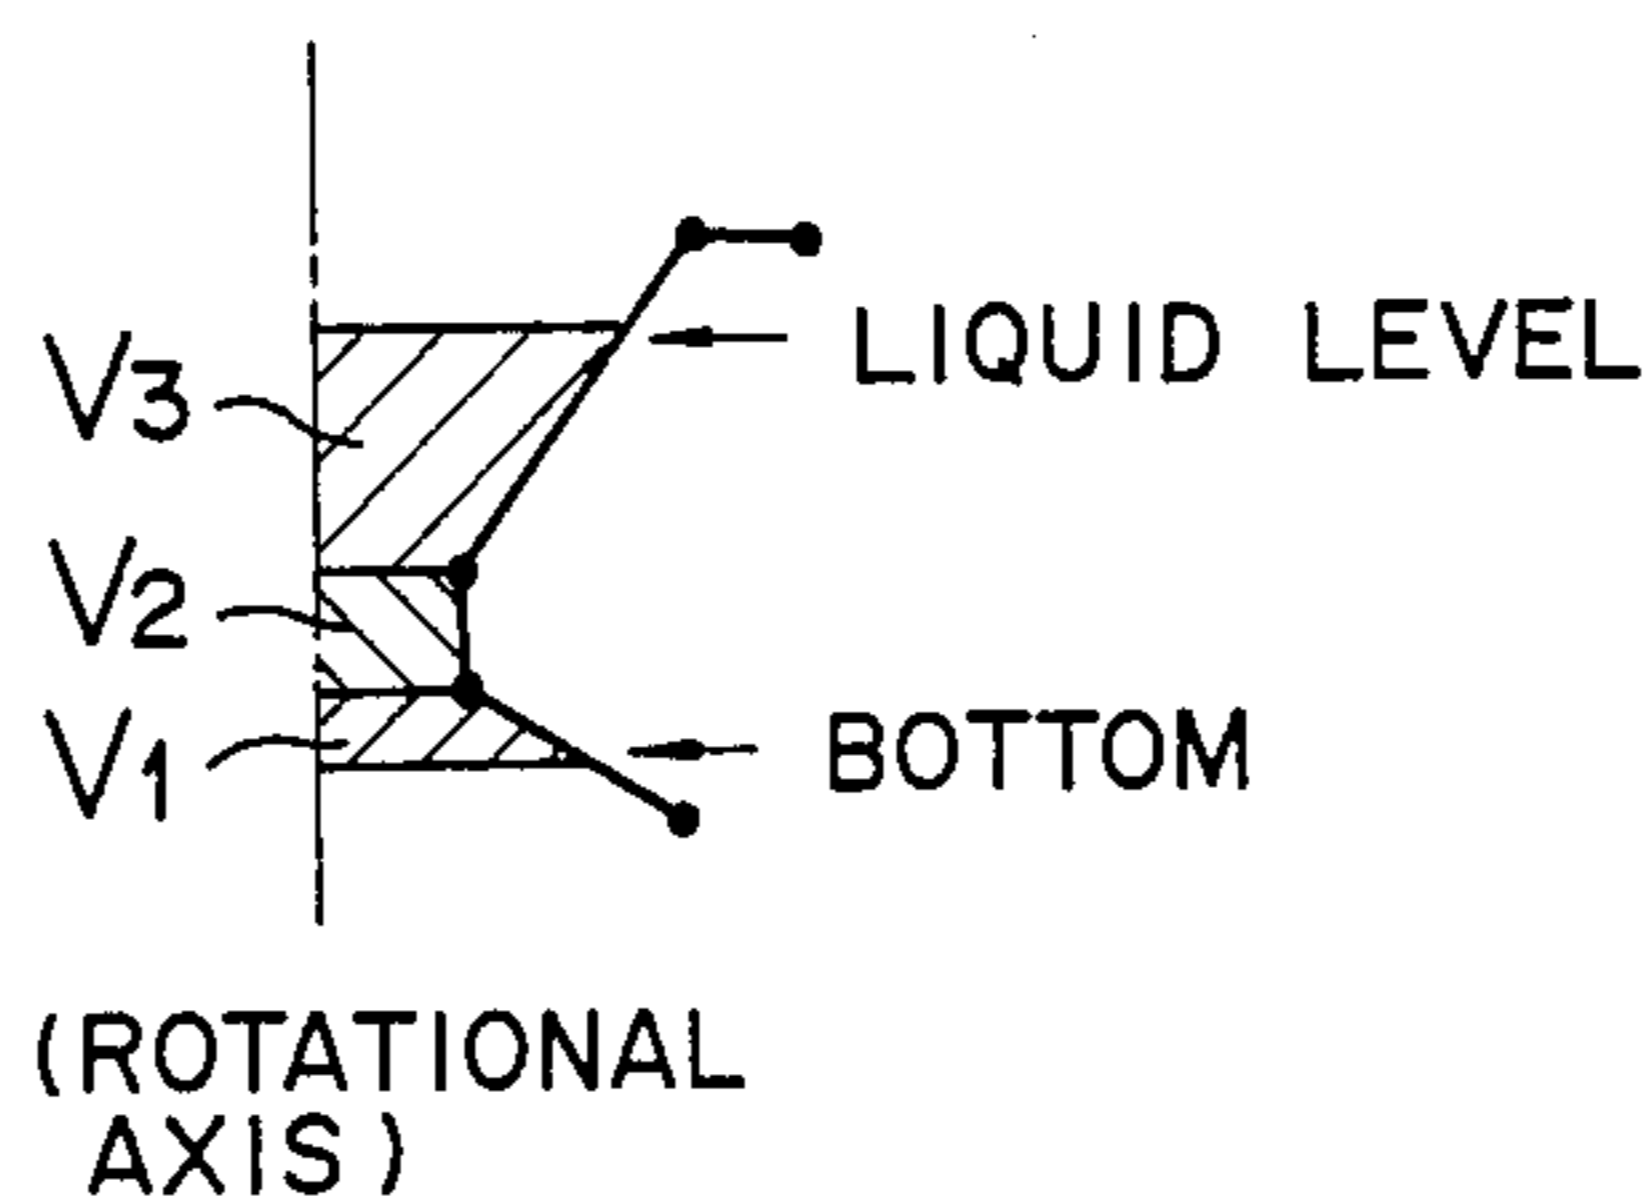 V3
LIQUID LEVEL
V2
V1
BOTTOM
(ROTATIONAL
AXIS)